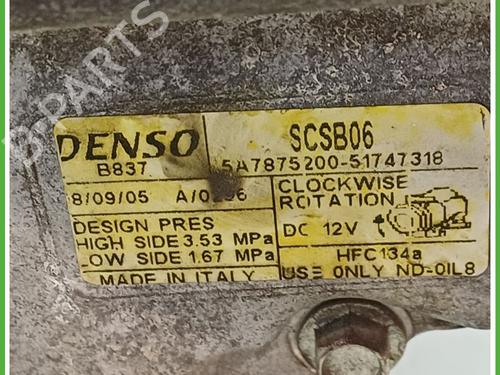 B-PARTS
DENSO
SCSB06
B837
5A7875200-51747318
8/09/05
CLOCKWISE
ROTATION
DESIGN PRES
HIGH SIDE 3.53 MPa
LOW SIDE 1.67 MPa
DC 12V
HFC134a
MADE IN ITALY
USE ONLY ND-OIL8